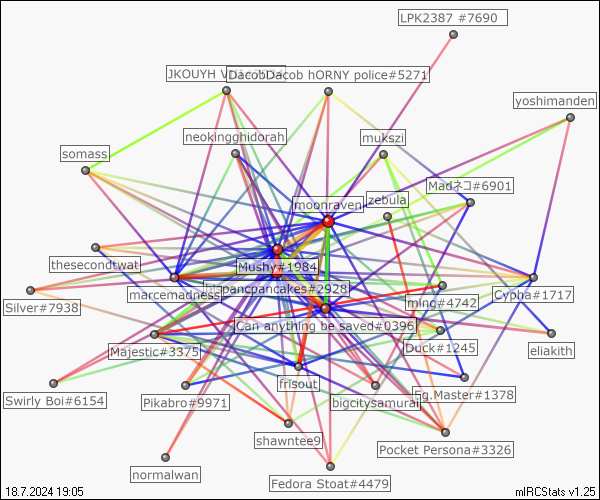 LPK2387 #7690
JKOUYH
DacobDacob hORNY police#5271
yoshimanden
neokingghidorah
mukszi
somass
Madネコ#6901
zebula
moonraven
thesecondtwat
Mushy#1984
marcemadness
hispancpancakes#2928
Cypha#1717
ming#4742
Silver#7938
Can anything be saved#0396
Duck#1245
Majestic#3375
eliakith
frisout
Swirly Boi#6154
Pikabro#9971
bigcitysamurai
Eg.Master#1378
shawntee9
Pocket Persona#3326
normalwan
Fedora Stoat#4479
18.7.2024 19:05
mIRCStats v1.25